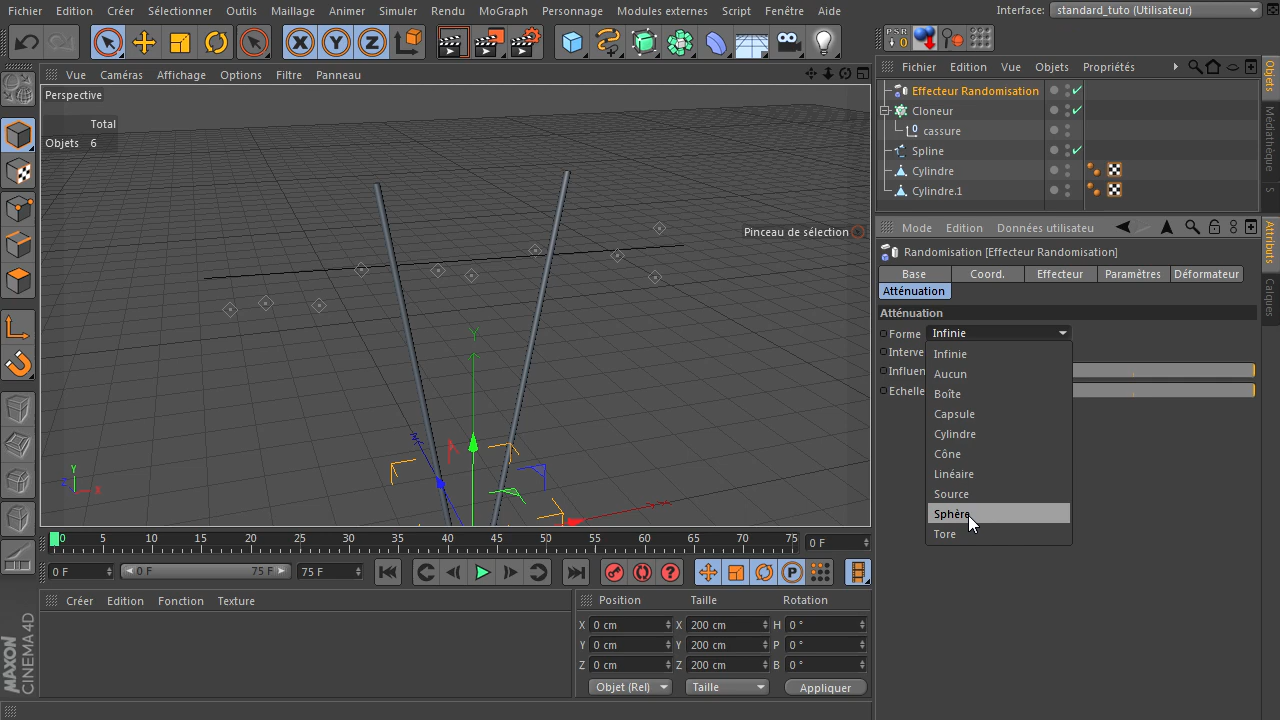 Fichier Edition Créer Sélectionner Outils Maillage Animer Simuler Rendu MoGraph Personnage Modules externes Script Fenêtre Aide Interface: standard_tuto (Utilisateur)
X Y Z PSR 0
Vue Caméras Affichage Options Filtre Panneau
Fichier Edition Vue Objets Propriétés
Objets
Médiathèque
S
Perspective
Total
Objets 6
Effecteur Randomisation
Cloneur
cassure
Spline
Cylindre
Cylindre.1
Pinceau de sélection
Mode Edition Données utilisateur
Attributs
Calques
Randomisation [Effecteur Randomisation]
Base Coord. Effecteur Paramètres Déformateur
Atténuation
Atténuation
Forme Infinie
Interve
Influen
Echelle
Infinie
Aucun
Boîte
Capsule
Cylindre
Cône
Linéaire
Source
Sphère
Tore
Y
Z
Y
Z X
0 5 10 15 20 25 30 35 40 45 50 55 60 65 70 75 0 F
0 F 0 F 75 F 75 F
P
Créer Edition Fonction Texture
Position Taille Rotation
X 0 cm X 200 cm H 0 °
Y 0 cm Y 200 cm P 0 °
Z 0 cm Z 200 cm B 0 °
Objet (Rel) Taille Appliquer
MAXON
CINEMA 4D